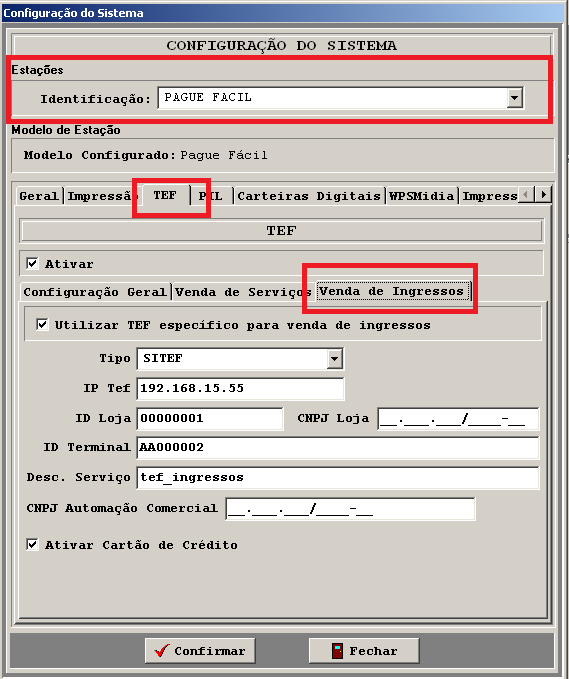 Configuração do Sistema
CONFIGURAÇÃO DO SISTEMA
Estações
Identificação: PAGUE FACIL
Modelo de Estação
Modelo Configurado: Pague Fácil
Geral Impressão TEF Carteiras Digitais WPSMidia Impress
TEF
Ativar
Configuração Geral Venda de Serviços Venda de Ingressos
Utilizar TEF específico para venda de ingressos
Tipo SITEF
IP Tef 192.168.15.55
ID Loja 00000001 CNPJ Loja __.___.___/____-__
ID Terminal AA000002
Desc. Serviço tef_ingressos
CNPJ Automação Comercial __.___.___/____-__
Ativar Cartão de Crédito
Confirmar Fechar